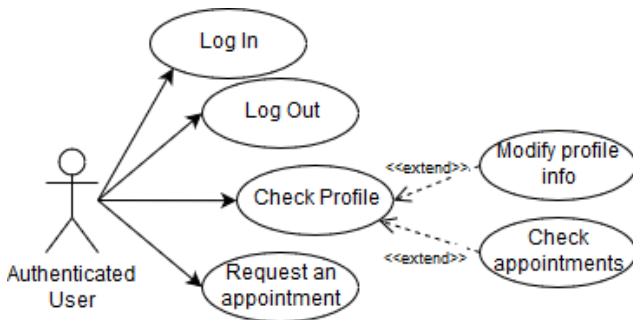 Log In
Log Out
Check Profile
<<extend>>
Modify profile
info
<<extend>>
Check
appointments
Request an
appointment
Authenticated
User